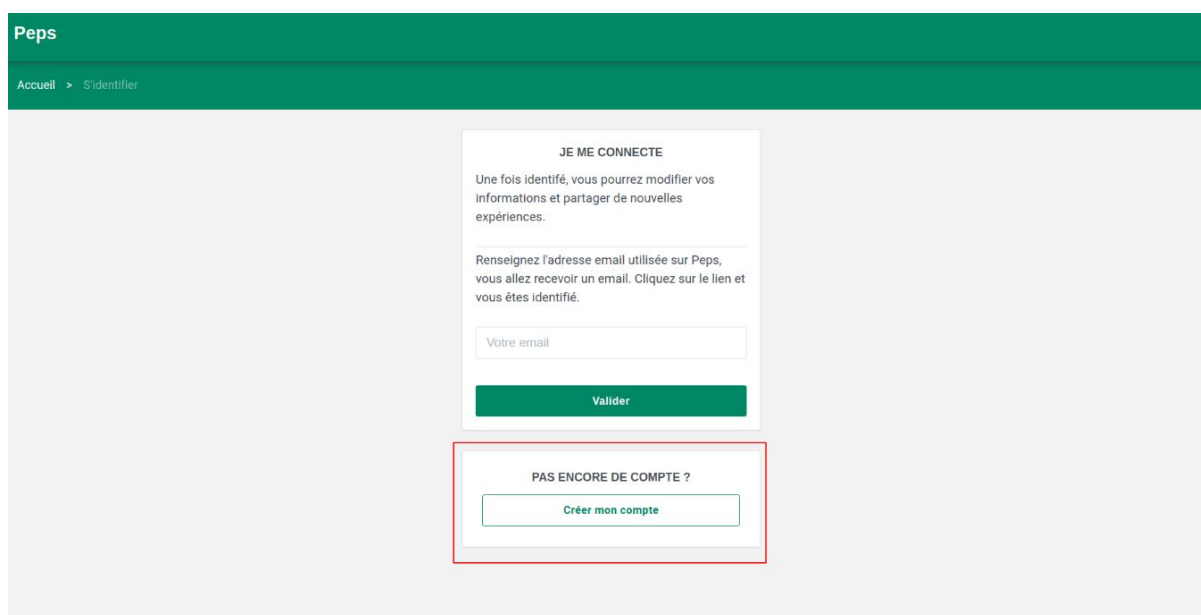 Peps
Accueil > S'identifier
JE ME CONNECTE
Une fois identifé, vous pourrez modifier vos
informations et partager de nouvelles
expériences.
Renseignez l'adresse email utilisée sur Peps,
vous allez recevoir un email. Cliquez sur le lien et
vous êtes identifié.
Votre email
Valider
PAS ENCORE DE COMPTE ?
Créer mon compte